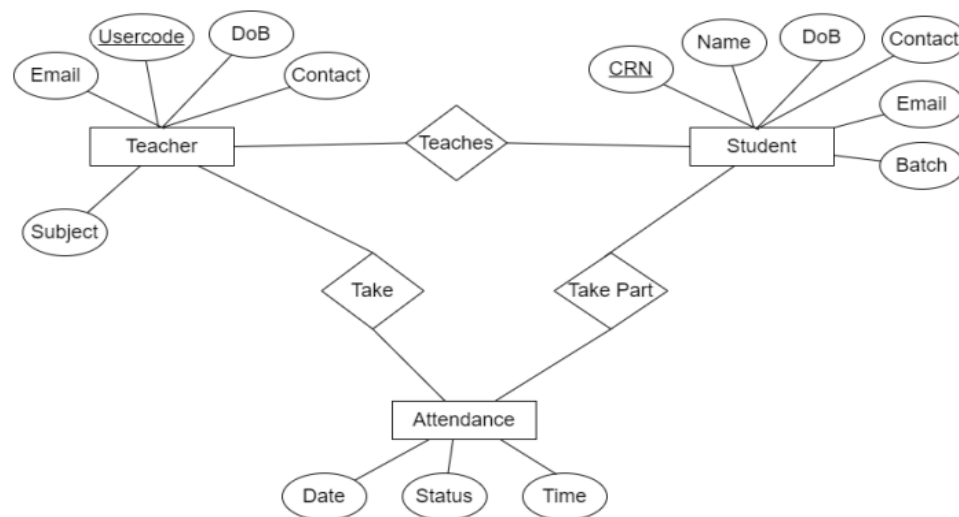 Usercode
DoB
Email
Contact
Teacher
Subject
Teaches
CRN
Name
DoB
Contact
Email
Student
Batch
Take
Take Part
Attendance
Date
Status
Time